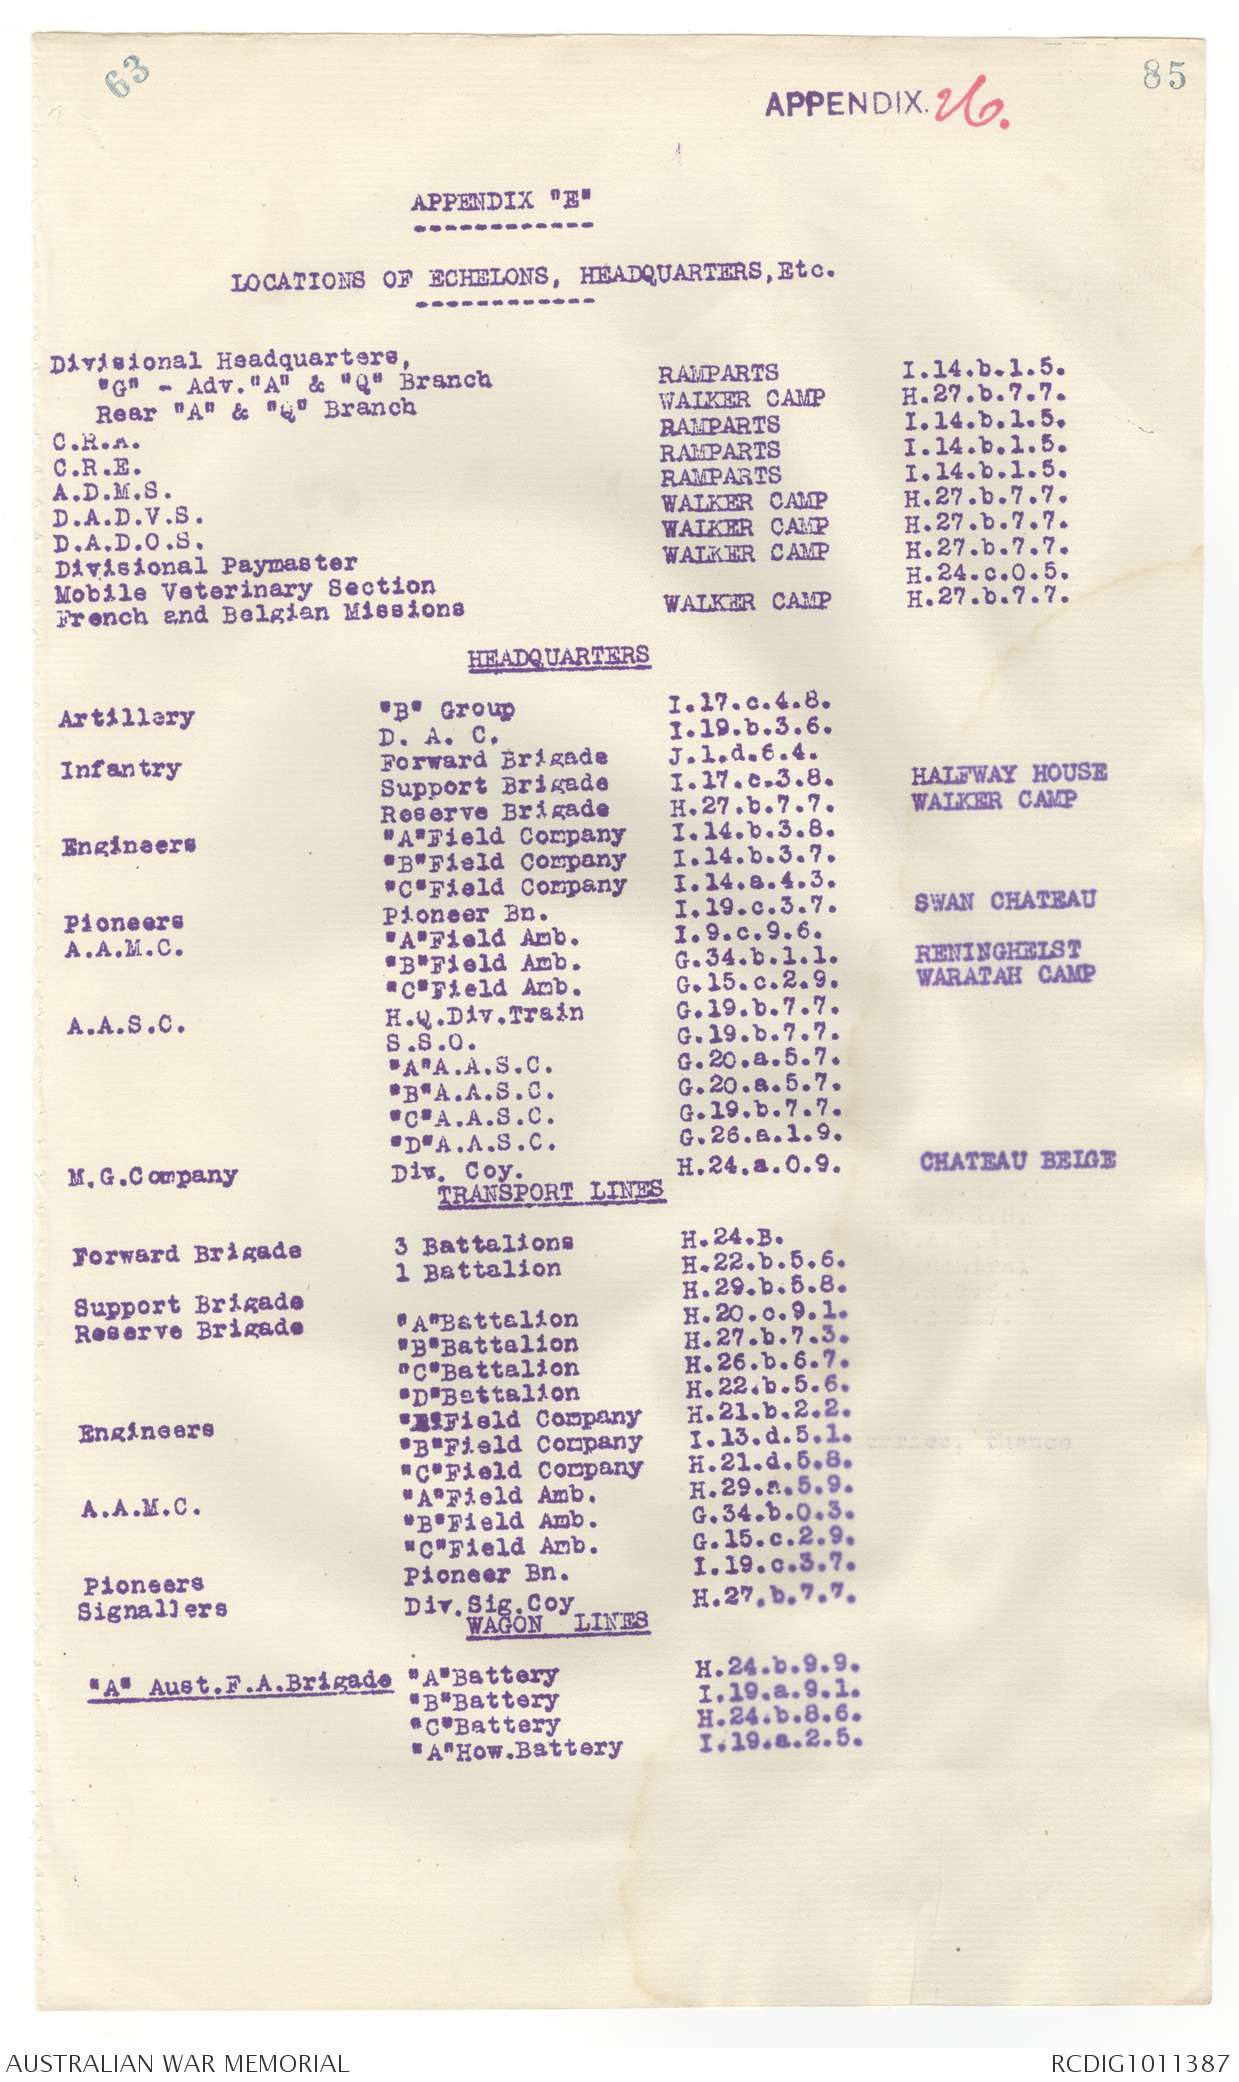 63
85
APPENDIX. 26.
APPENDIX "E"
LOCATIONS OF ECHELONS, HEADQUARTERS,Etc.
Divisional Headquarters,
"G" - Adv."A" & "Q" Branch RAMPARTS I.14.b.1.5.
Rear "A" & "Q" Branch WALKER CAMP H.27.b.7.7.
C.R.A. RAMPARTS I.14.b.1.5.
C.R.E. RAMPARTS I.14.b.1.5.
A.D.M.S. RAMPARTS I.14.b.1.5.
D.A.D.V.S. WALKER CAMP H.27.b.7.7.
D.A.D.O.S. WALKER CAMP H.27.b.7.7.
Divisional Paymaster WALKER CAMP H.27.b.7.7.
Mobile Veterinary Section H.24.c.0.5.
French and Belgian Missions WALKER CAMP H.27.b.7.7.
HEADQUARTERS
Artillery "B" Group I.17.c.4.8.
D. A. C. I.19.b.3.6.
Infantry Forward Brigade J.1.d.6.4.
Support Brigade I.17.c.3.8. HALFWAY HOUSE
Reserve Brigade H.27.b.7.7. WALKER CAMP
Engineers "A"Field Company I.14.b.3.8.
"B"Field Company I.14.b.3.7.
"C"Field Company I.14.a.4.3.
Pioneers Pioneer Bn. I.19.c.3.7. SWAN CHATEAU
A.A.M.C. "A"Field Amb. I.9.c.9.6.
"B"Field Amb. G.34.b.1.1. RENINGHELST
"C"Field Amb. G.15.c.2.9. WARATAH CAMP
A.A.S.C. H.Q.Div.Train G.19.b.7.7.
S.S.O. G.19.b.7.7.
"A"A.A.S.C. G.20.a.5.7.
"B"A.A.S.C. G.20.a.5.7.
"C"A.A.S.C. G.19.b.7.7.
"D"A.A.S.C. G.26.a.1.9.
M.G.Company Div. Coy. H.24.a.0.9. CHATEAU BELGE
TRANSPORT LINES
Forward Brigade 3 Battalions H.24.B.
1 Battalion H.22.b.5.6.
Support Brigade H.29.b.5.8.
Reserve Brigade "A"Battalion H.20.c.9.1.
"B"Battalion H.27.b.7.3.
"C"Battalion H.26.b.6.7.
"D"Battalion H.22.b.5.6.
Engineers Field Company H.21.b.2.2.
"B"Field Company I.13.d.5.1.
"C"Field Company H.21.d.5.8.
A.A.M.C. "A"Field Amb. H.29.a.5.9.
"B"Field Amb. G.34.b.0.3.
"C"Field Amb. G.15.c.2.9.
Pioneers Pioneer Bn. I.19.c.3.7.
Signallers Div.Sig.Coy H.27.b.7.7.
WAGON LINES
"A" Aust.F.A.Brigade "A"Battery H.24.b.9.9.
"B"Battery I.19.a.9.1.
"C"Battery H.24.b.8.6.
"A"How.Battery I.19.a.2.5.
AUSTRALIAN WAR MEMORIAL
RCDIG1011387